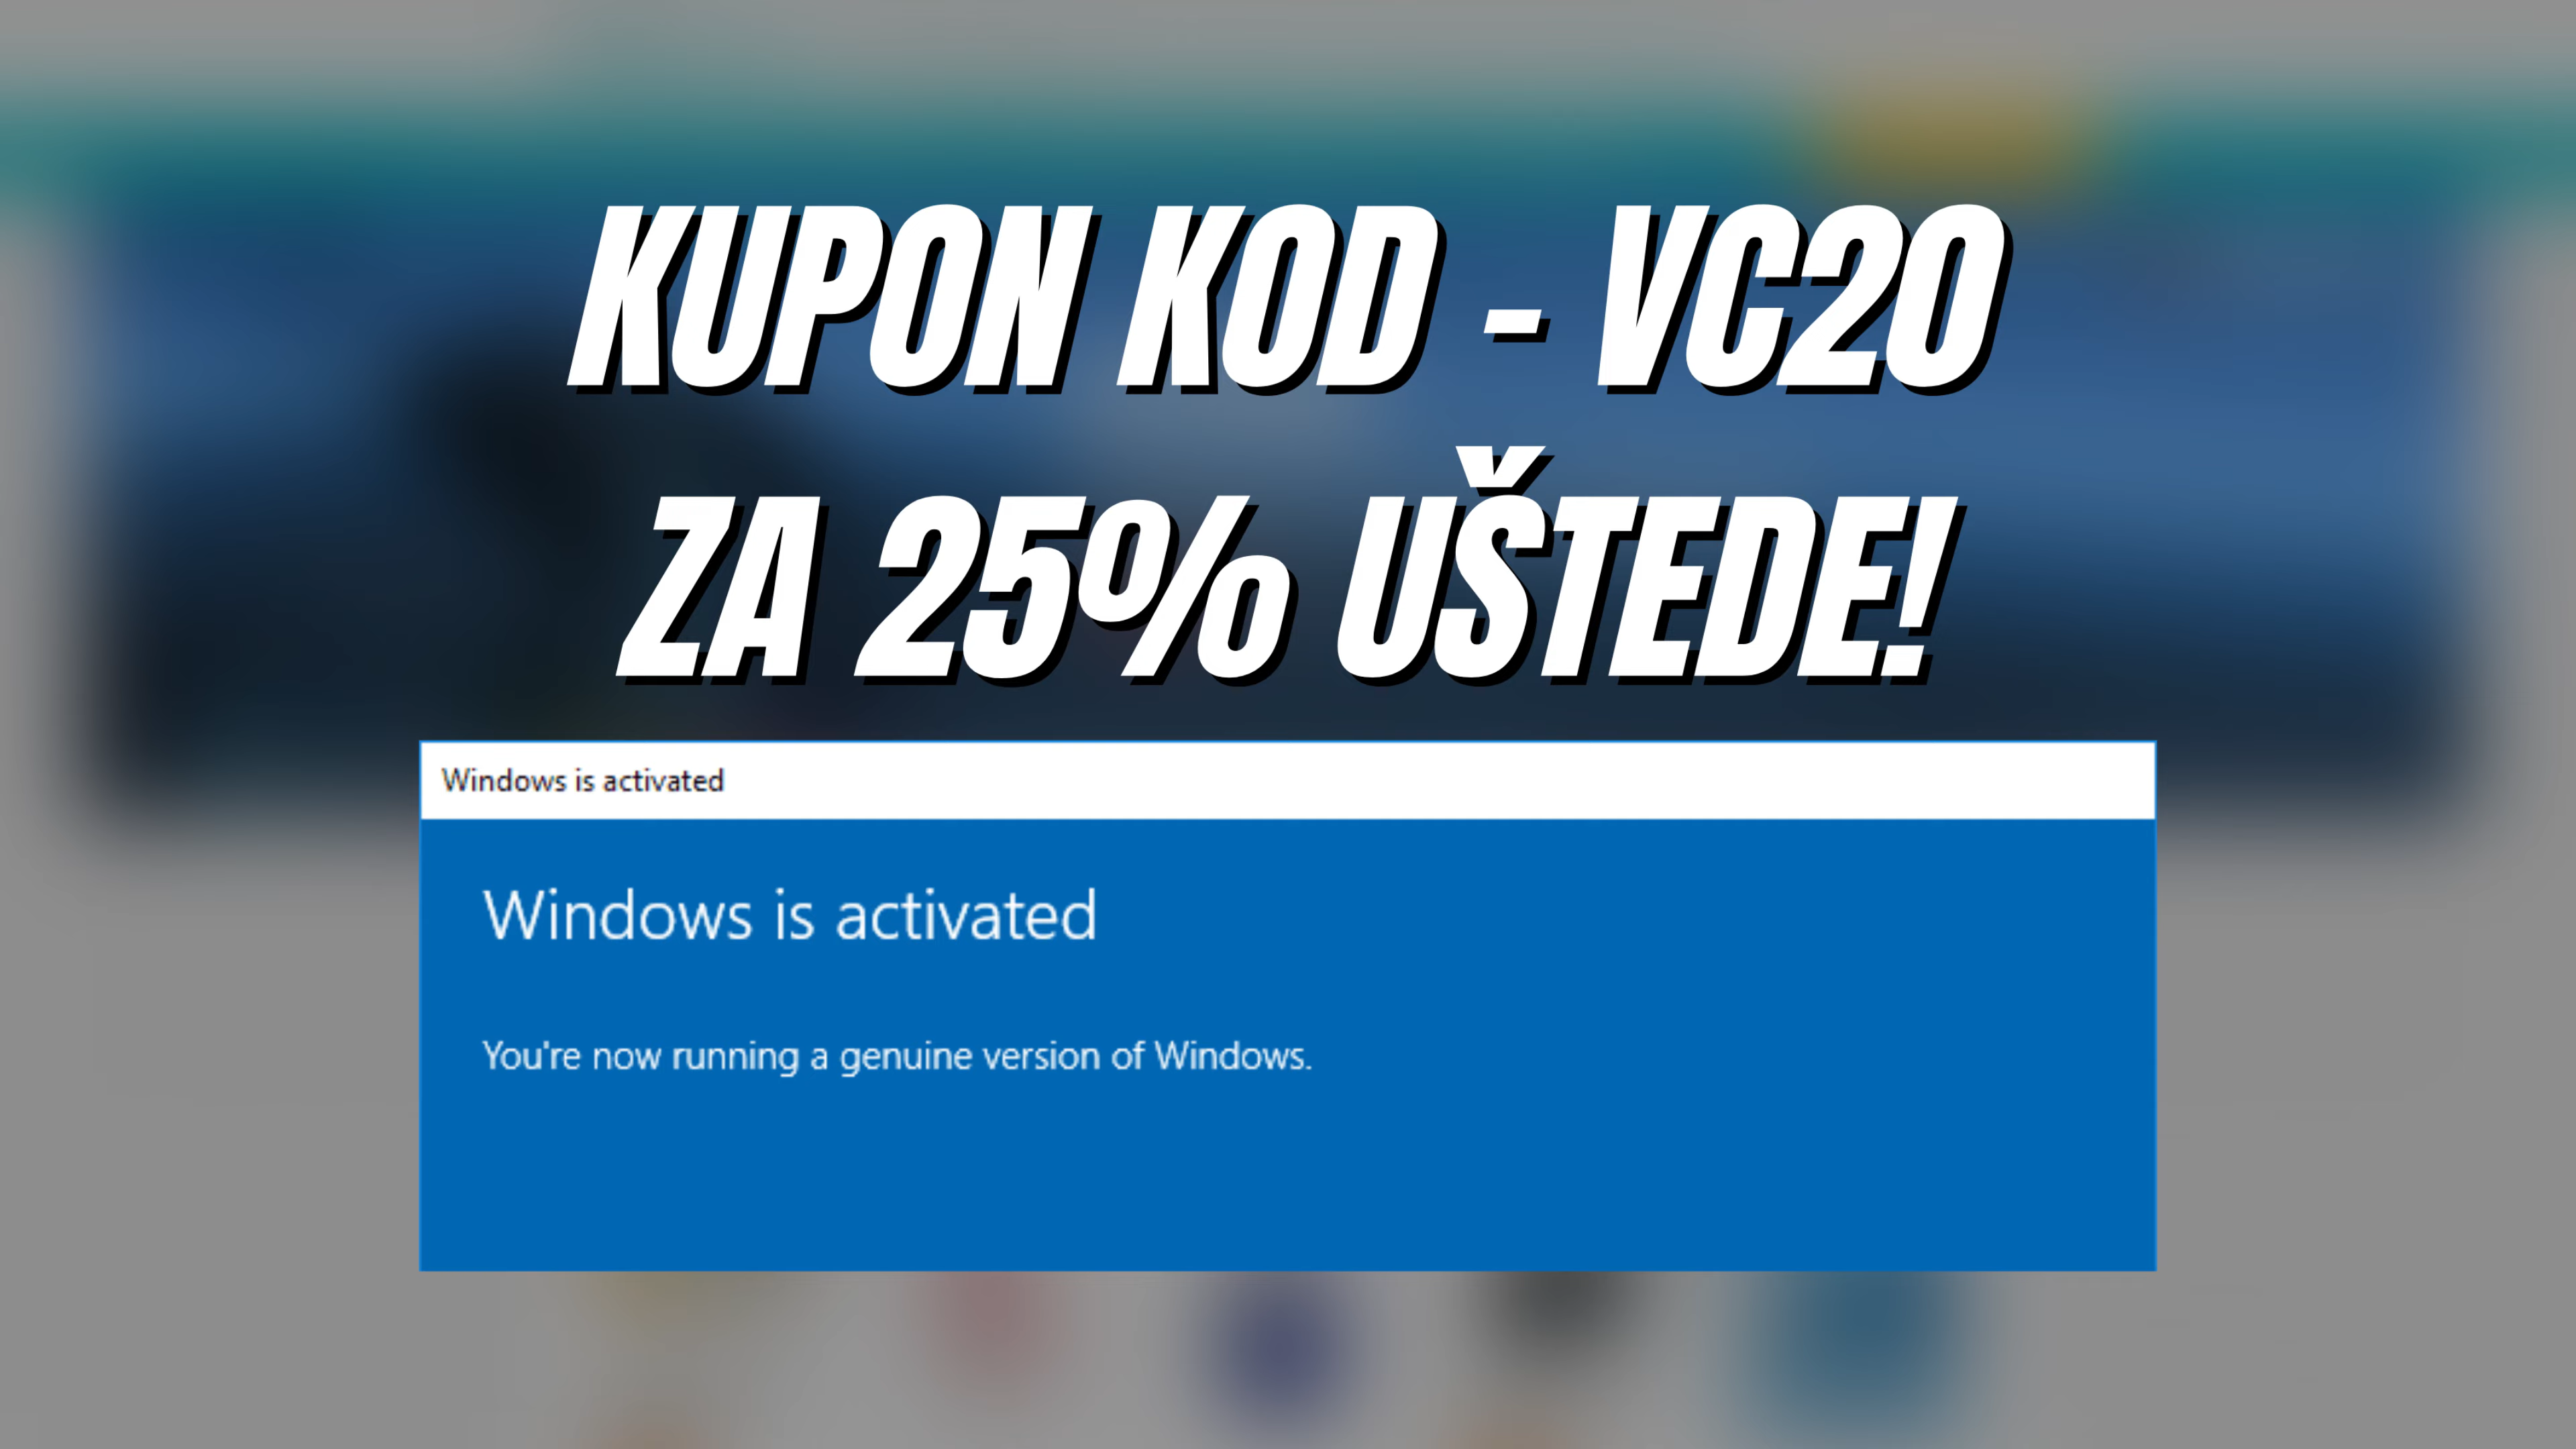 KUPON KOD - VC20
ZA 25% UŠTEDE!
Windows is activated
Windows is activated
You're now running a genuine version of Windows.